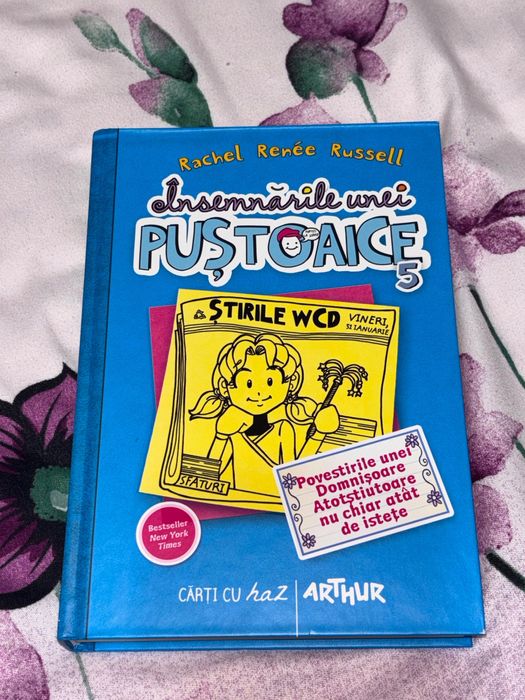 Rachel Renée Russell
Însemnările unei
PUȘTOAICE
5
ȘTIRILE WCD
VINERI,
31 IANUARIE
SFATURI
Povestirile unei
Domnișoare
Atotștiutoare
nu chiar atât
de istețe
Bestseller
New York
Times
CĂRȚI CU haz | ARTHUR